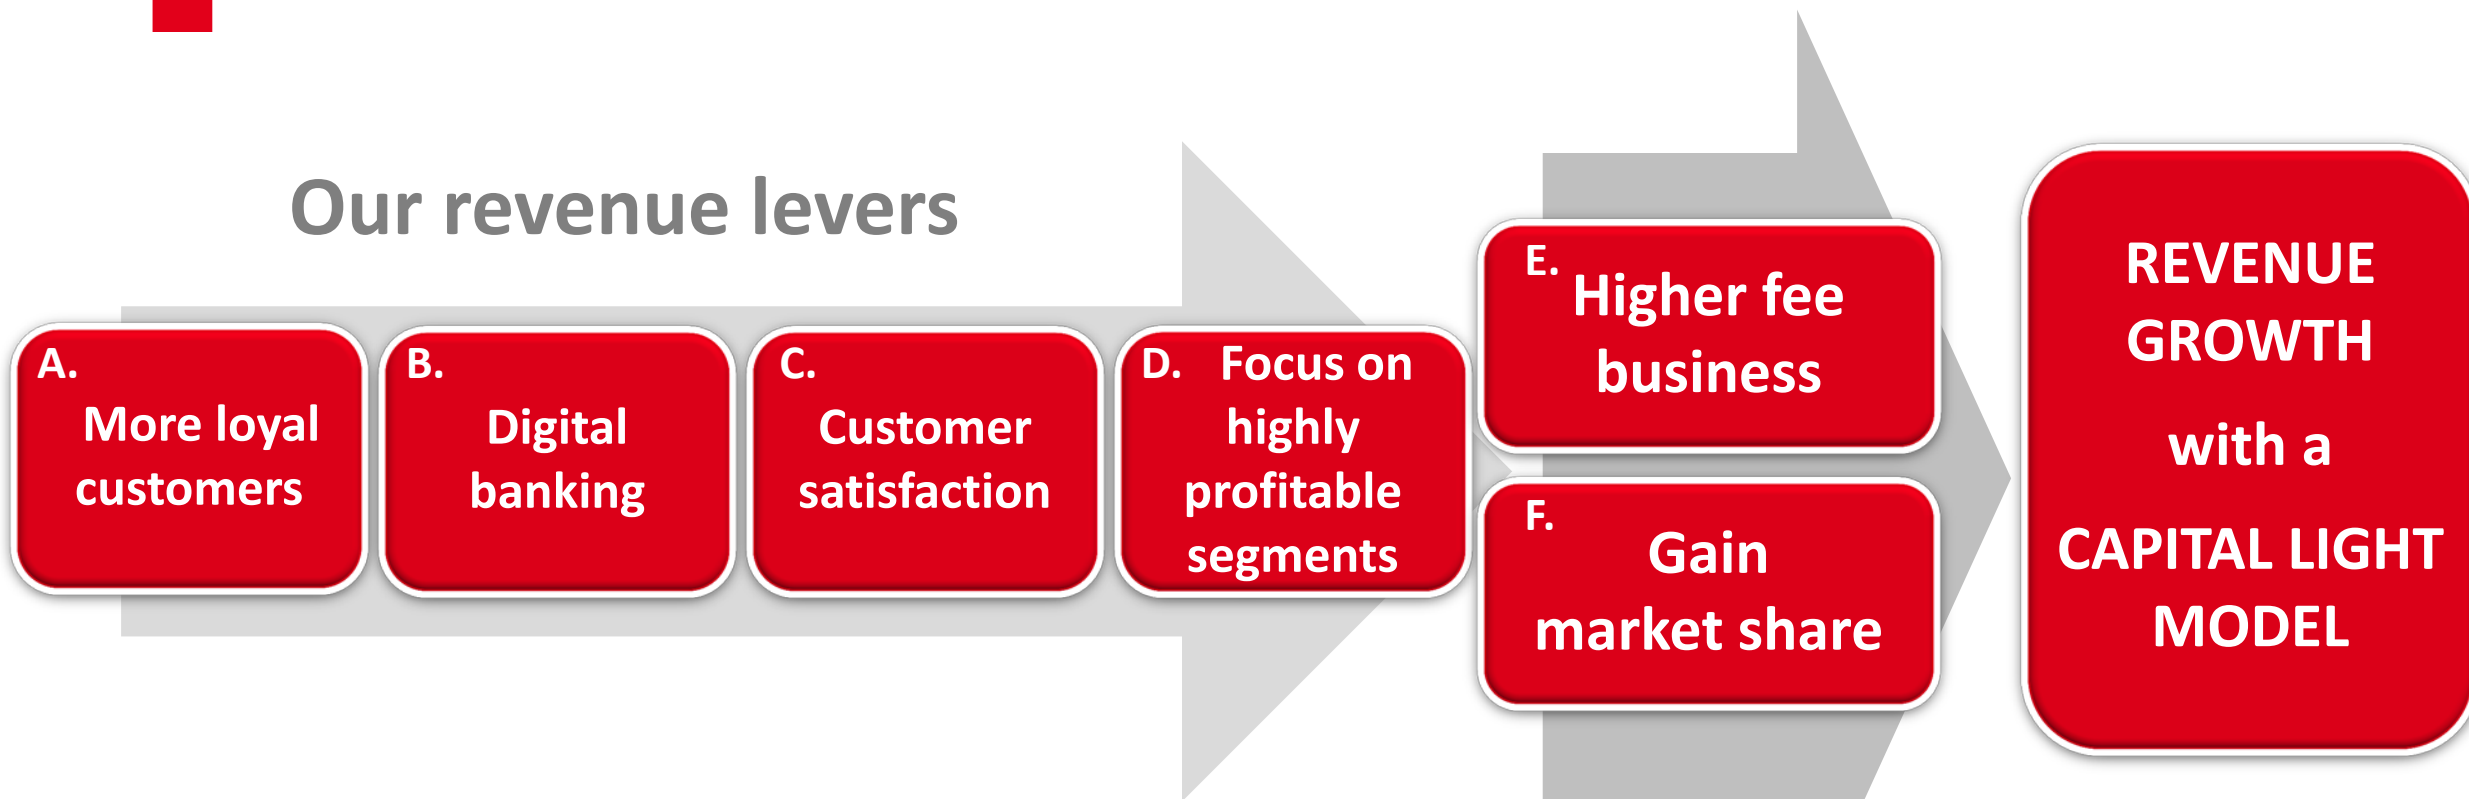 Our revenue levers
A.
More loyal
customers
B.
Digital
banking
C.
Customer
satisfaction
D. Focus on
highly
profitable
segments
E.
Higher fee
business
F.
Gain
market share
REVENUE
GROWTH
with a
CAPITAL LIGHT
MODEL